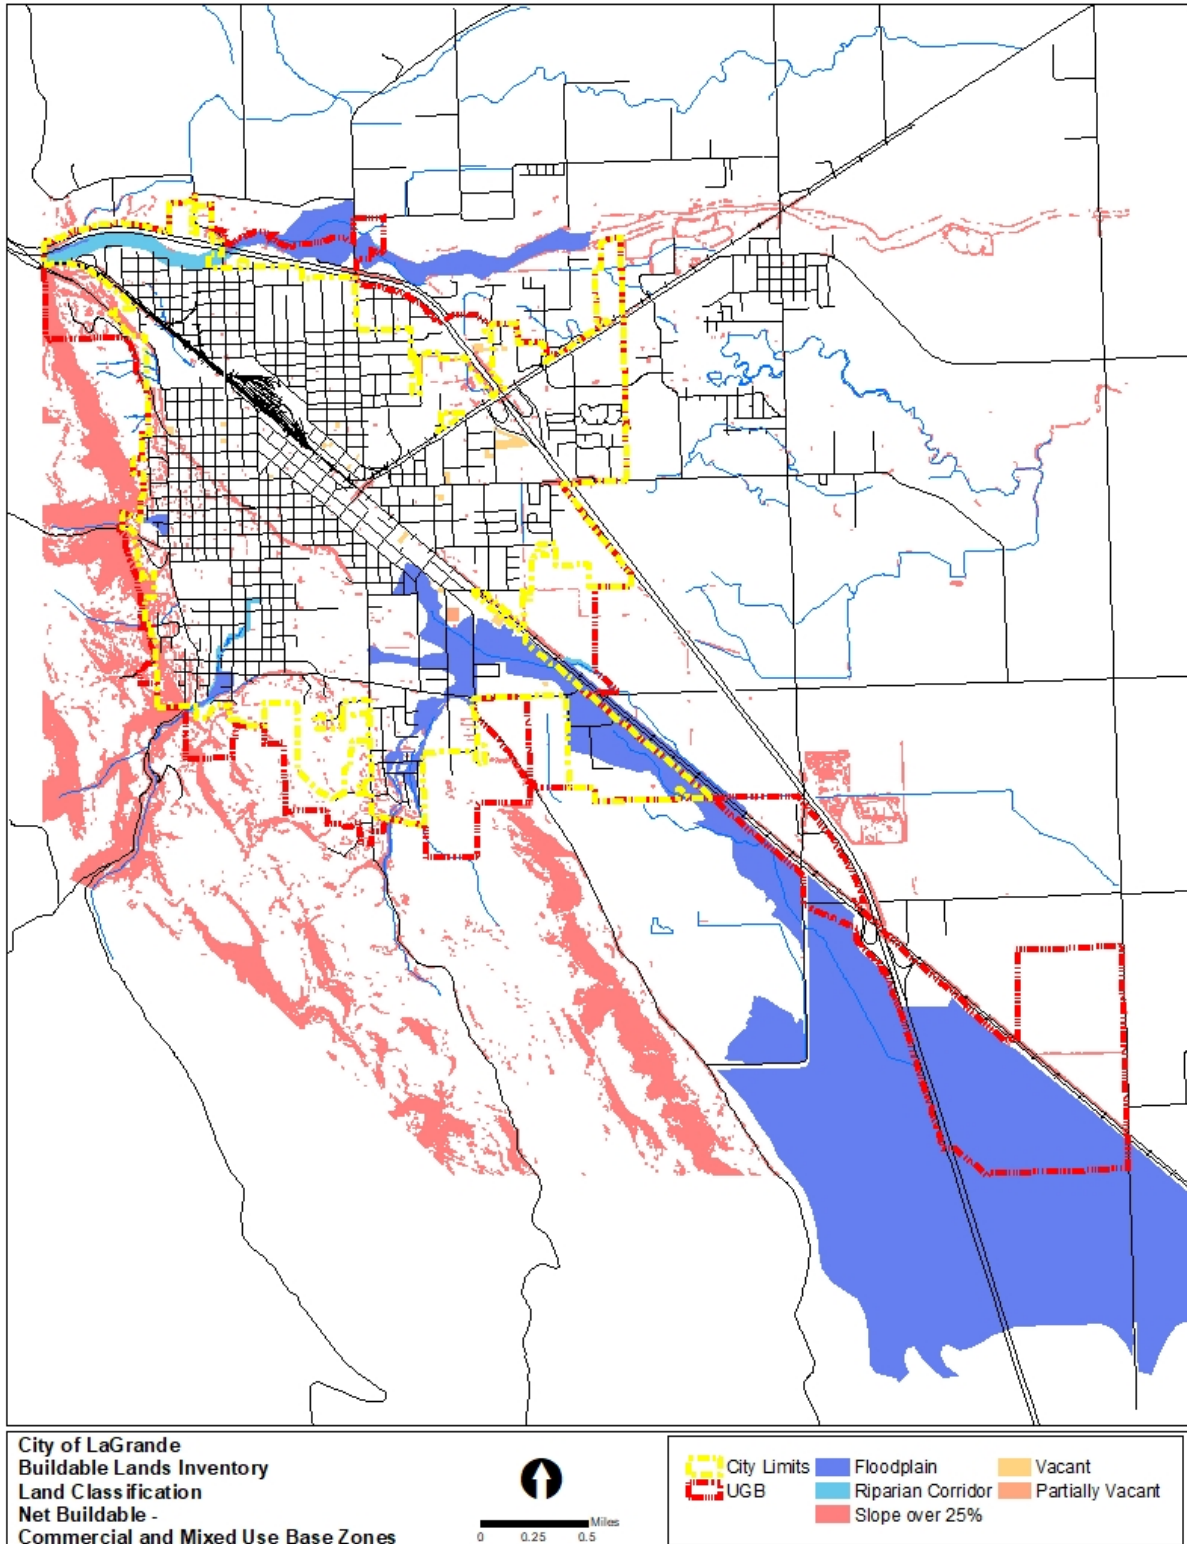 City of LaGrande
Buildable Lands Inventory
Land Classification
Net Buildable -
Commercial and Mixed Use Base Zones
Miles
0 0.25 0.5
City Limits
UGB
Floodplain
Riparian Corridor
Slope over 25%
Vacant
Partially Vacant